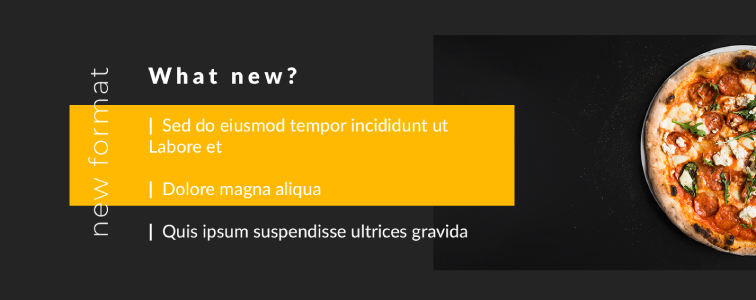 new format
What new?
| Sed do eiusmod tempor incididunt ut
Labore et
| Dolore magna aliqua
| Quis ipsum suspendisse ultrices gravida